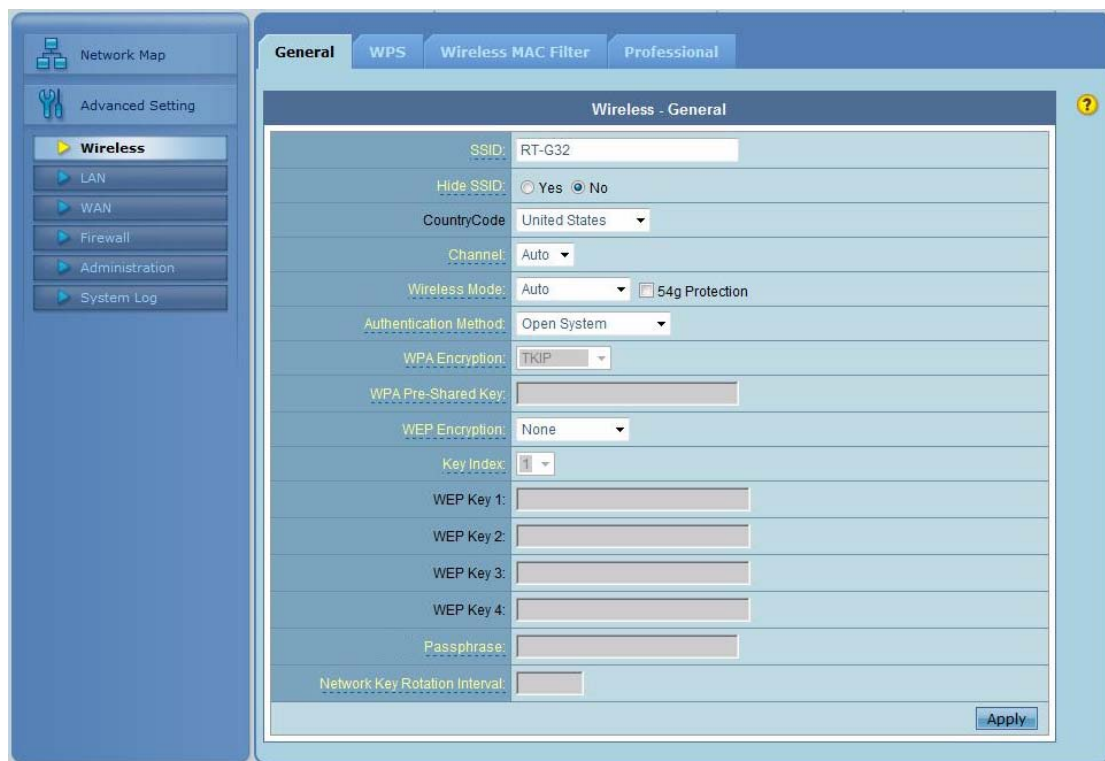 Network Map
Advanced Setting
Wireless
LAN
WAN
Firewall
Administration
System Log
General WPS Wireless MAC Filter Professional
Wireless - General
?
SSID: RT-G32
Hide SSID: Yes No
CountryCode United States
Channel: Auto
Wireless Mode: Auto 54g Protection
Authentication Method: Open System
WPA Encryption: TKIP
WPA Pre-Shared Key:
WEP Encryption: None
Key Index: 1
WEP Key 1:
WEP Key 2:
WEP Key 3:
WEP Key 4:
Passphrase:
Network Key Rotation Interval:
Apply